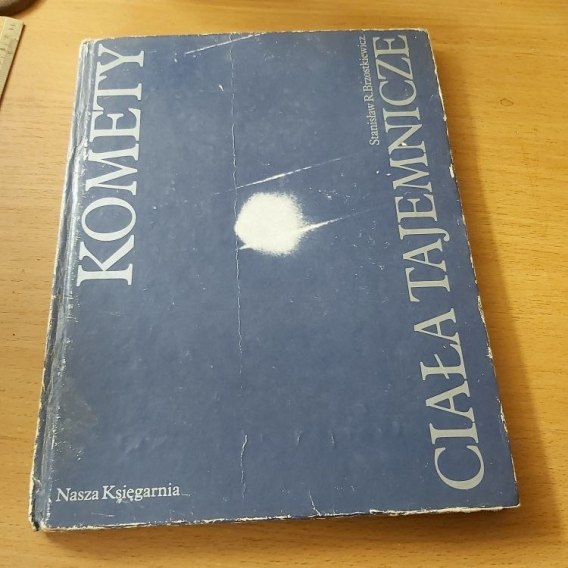 KOMETY
Stanisław R. Brzostkiewicz
CIAŁA TAJEMNICZE
Nasza Księgarnia